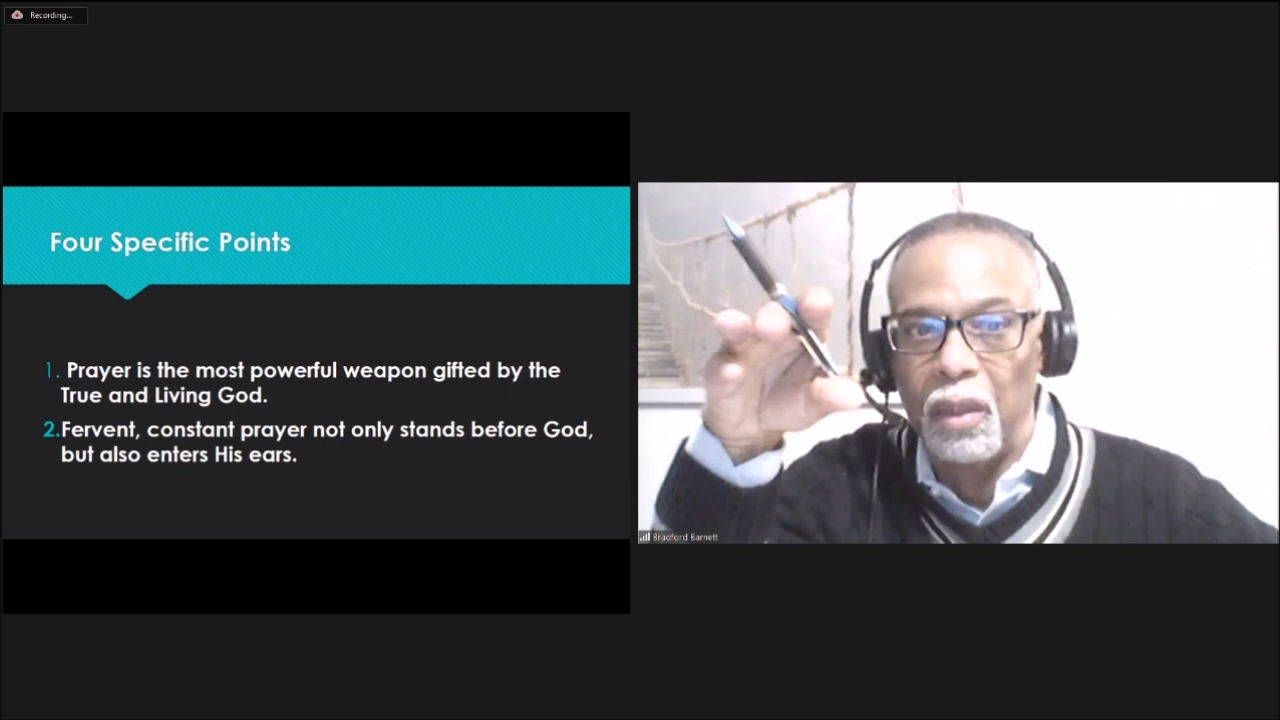 Recording...
Four Specific Points
1. Prayer is the most powerful weapon gifted by the
True and Living God.
2.Fervent, constant prayer not only stands before God,
but also enters His ears.
Bradford Barnett